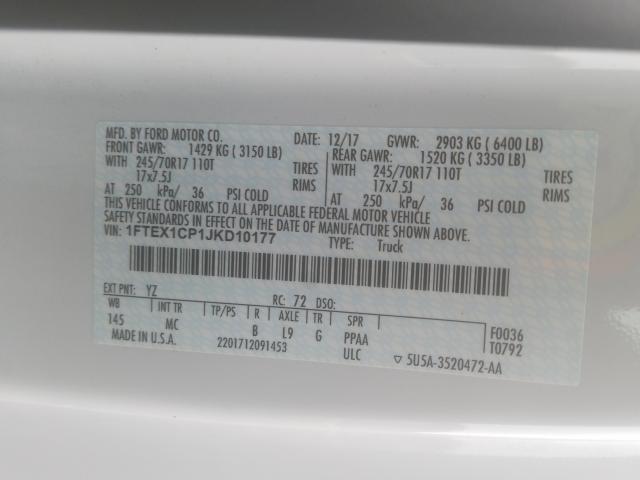 MFD. BY FORD MOTOR CO.
DATE: 12/17 GVWR: 2903 KG ( 6400 LB)
FRONT GAWR: 1429 KG ( 3150 LB) REAR GAWR: 1520 KG ( 3350 LB)
WITH 245/70R17 110T TIRES WITH 245/70R17 110T TIRES
17x7.5J RIMS 17x7.5J RIMS
AT 250 kPa/ 36 PSI COLD AT 250 kPa/ 36 PSI COLD
THIS VEHICLE CONFORMS TO ALL APPLICABLE FEDERAL MOTOR VEHICLE
SAFETY STANDARDS IN EFFECT ON THE DATE OF MANUFACTURE SHOWN ABOVE.
VIN: 1FTEX1CP1JKD10177
TYPE: Truck
EXT PNT: YZ RC: 72 DSO:
WB INT TR TP/PS R AXLE TR SPR
145 MC B L9 G PPAA
F0036
T0792
MADE IN U.S.A. 2201712091453 ULC ▽ 5U5A-3520472-AA